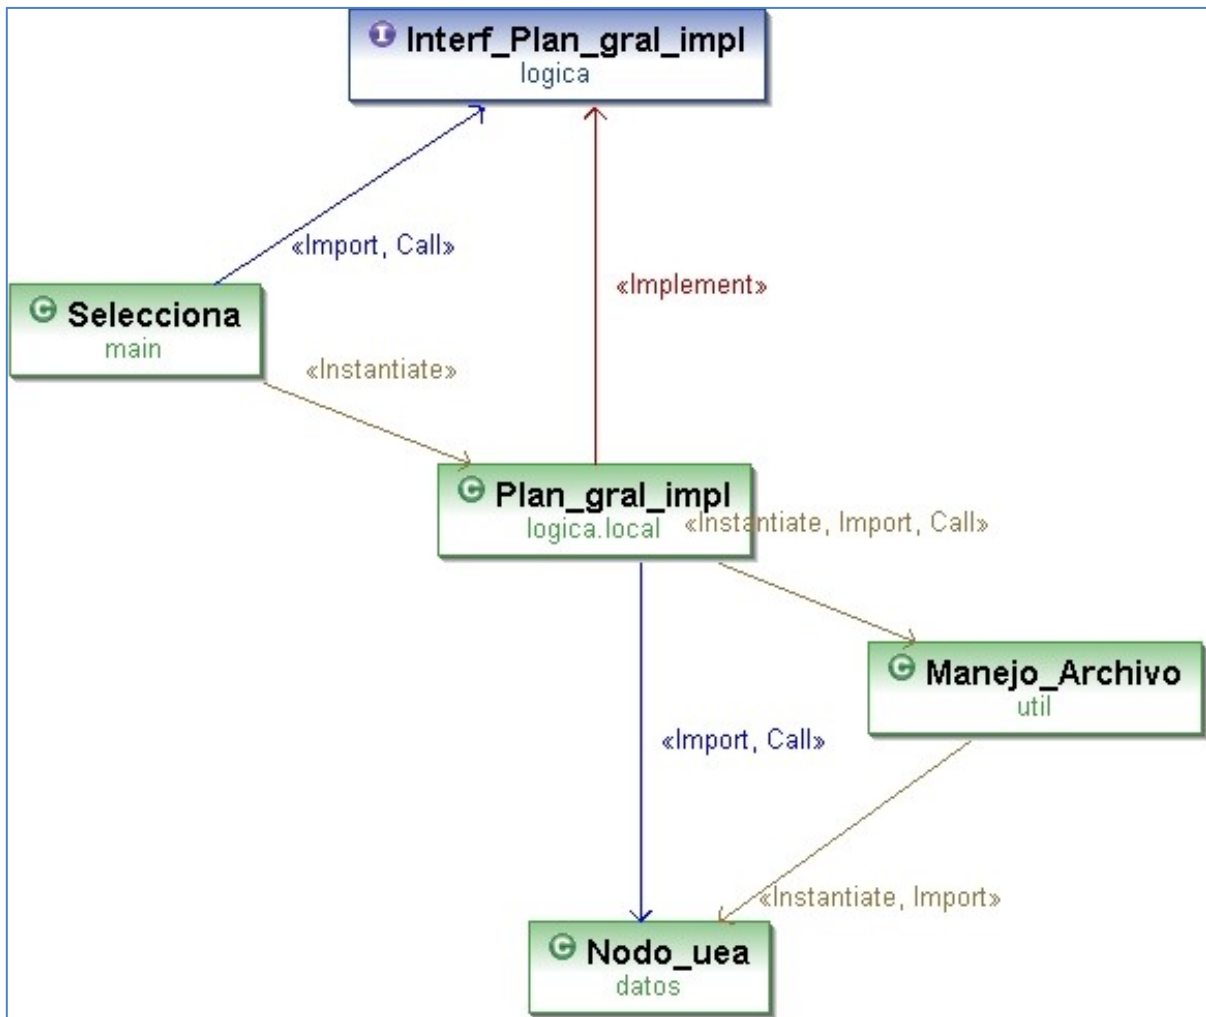 I Interf_Plan_gral_impl
logica
«Import, Call»
«Implement»
C Selecciona
main
«Instantiate»
C Plan_gral_impl
logica.local
«Instantiate, Import, Call»
C Manejo_Archivo
util
«Import, Call»
«Instantiate, Import»
C Nodo_uea
datos